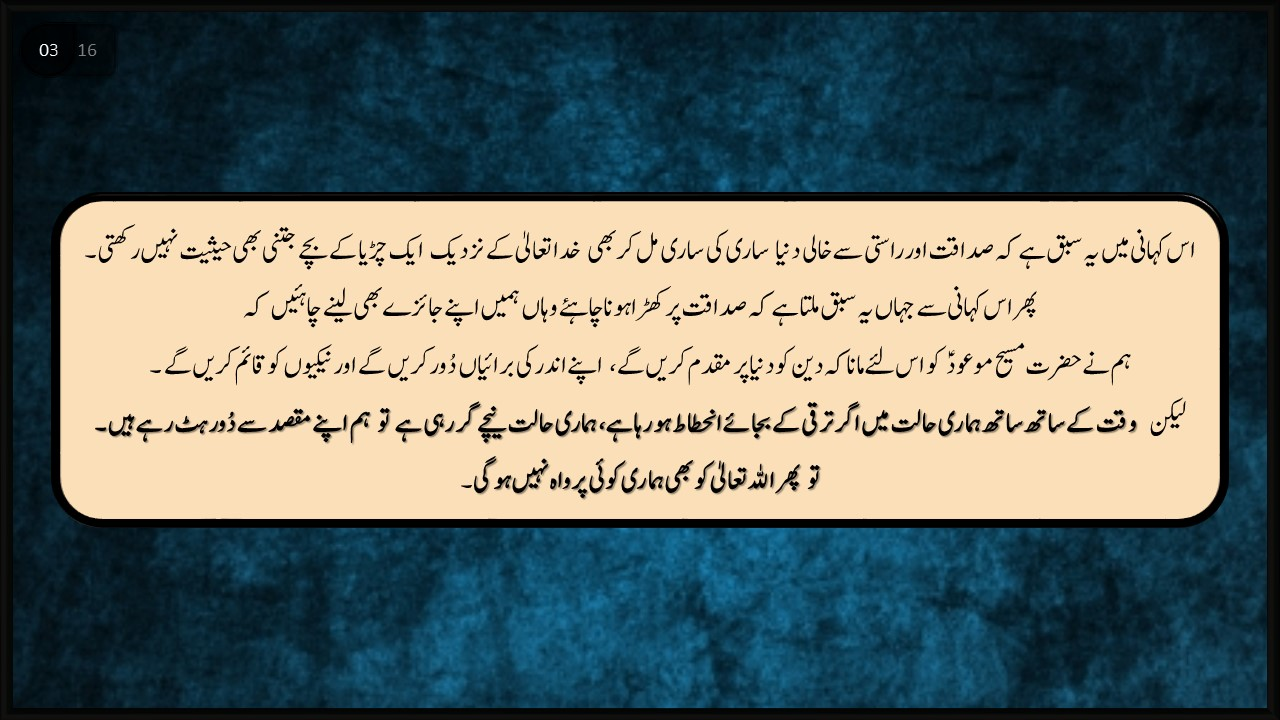 03 16
اس کہانی میں یہ سبق ہے کہ صداقت اور راستی سے خالی دنیا ساری کی ساری مل کر بھی خدا تعالیٰ کے نزدیک ایک چڑیا کے بچے جتنی بھی حیثیت نہیں رکھتی۔
پھر اس کہانی سے جہاں یہ سبق ملتا ہے کہ صداقت پر کھڑا ہونا چاہئے وہاں ہمیں اپنے جائزے بھی لینے چاہئیں کہ
ہم نے حضرت مسیح موعودؑ کو اس لئے مانا کہ دین کو دنیا پر مقدم کریں گے، اپنے اندر کی برائیاں دُور کریں گے اور نیکیوں کو قائم کریں گے۔
لیکن وقت کے ساتھ ساتھ ہماری حالت میں اگر ترقی کے بجائے انحطاط ہو رہا ہے، ہماری حالت نیچے گر رہی ہے تو ہم اپنے مقصد سے دُور ہٹ رہے ہیں۔
تو پھر اللہ تعالیٰ کو بھی ہماری کوئی پرواہ نہیں ہوگی۔